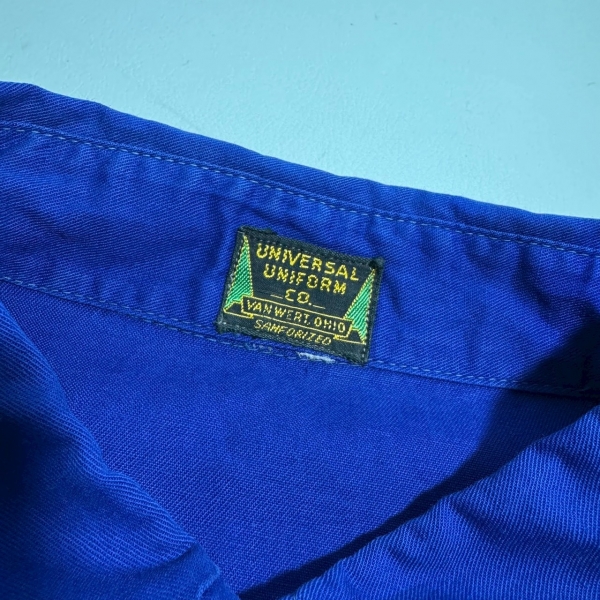 UNIVERSAL
UNIFORM
CO.
VAN WERT, OHIO
SANFORIZED